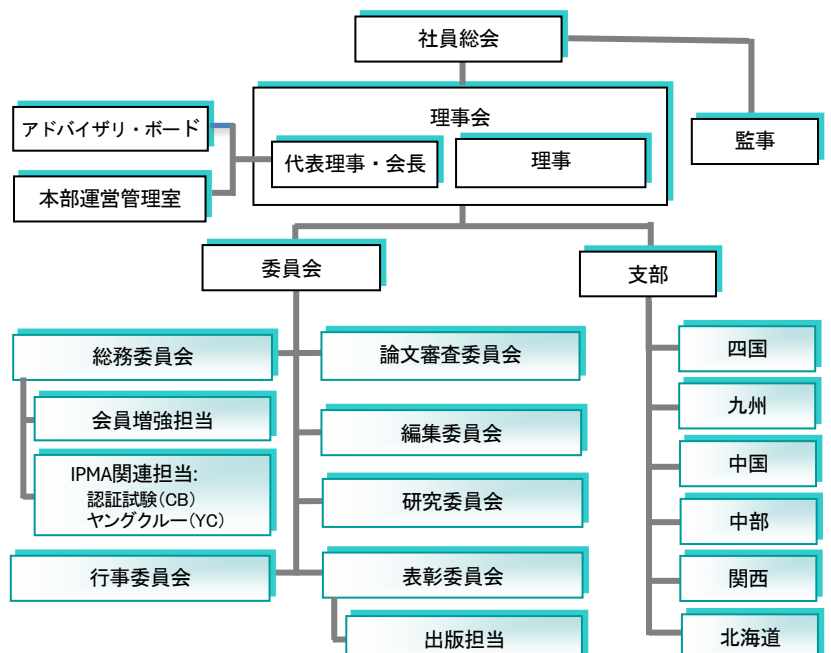 社員総会
理事会
代表理事・会長
理事
監事
アドバイザリ・ボード
本部運営管理室
委員会
支部
総務委員会
会員増強担当
IPMA関連担当:
認証試験(CB)
ヤングクルー(YC)
行事委員会
論文審査委員会
編集委員会
研究委員会
表彰委員会
出版担当
四国
九州
中国
中部
関西
北海道